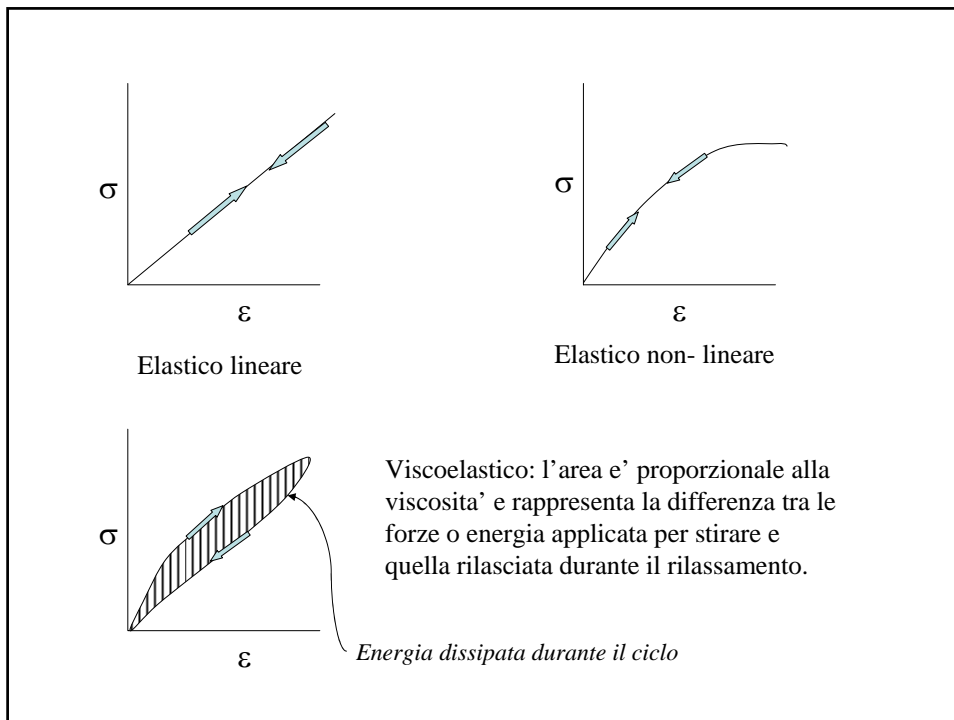 σ
ε
Elastico lineare
σ
ε
Elastico non- lineare
σ
ε
Viscoelastico: l’area e’ proporzionale alla
viscosita’ e rappresenta la differenza tra le
forze o energia applicata per stirare e
quella rilasciata durante il rilassamento.
Energia dissipata durante il ciclo